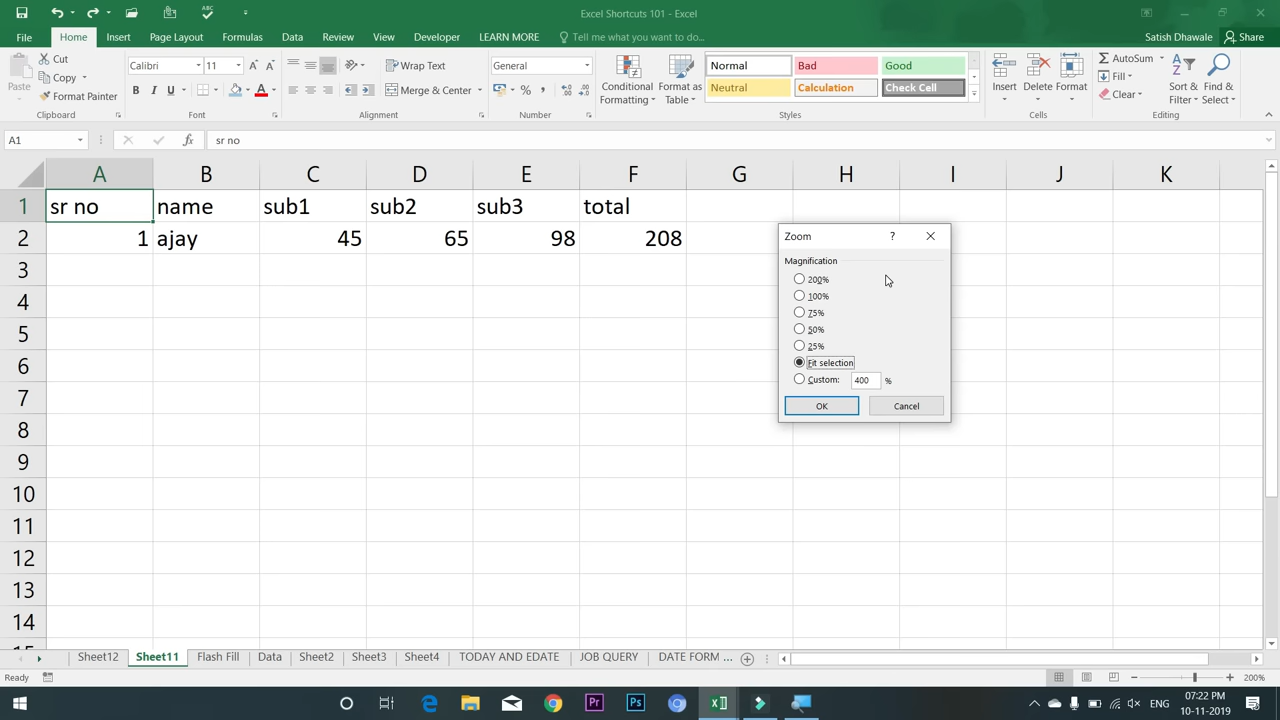 Excel Shortcuts 101 - Excel
File Home Insert Page Layout Formulas Data Review View Developer LEARN MORE Tell me what you want to do... Satish Dhawale Share
Paste
Cut
Copy
Format Painter
Clipboard
Calibri 11
B I U
Font
Wrap Text
Merge & Center
Alignment
General
%
Number
Conditional Formatting
Format as Table
Normal Bad Good
Neutral Calculation Check Cell
Styles
Insert Delete Format
Cells
AutoSum
Fill
Clear
Sort & Filter
Find & Select
Editing
A1 fx sr no
A B C D E F G H I J K
1 sr no name sub1 sub2 sub3 total
2 1 ajay 45 65 98 208
3
4
5
6
7
8
9
10
11
12
13
14
15
Zoom ?
Magnification
200%
100%
75%
50%
25%
Fit selection
Custom: 400 %
OK Cancel
Sheet12 Sheet11 Flash Fill Data Sheet2 Sheet3 Sheet4 TODAY AND EDATE JOB QUERY DATE FORM ...
Ready 200%
Pr Ps ENG 07:22 PM
10-11-2019